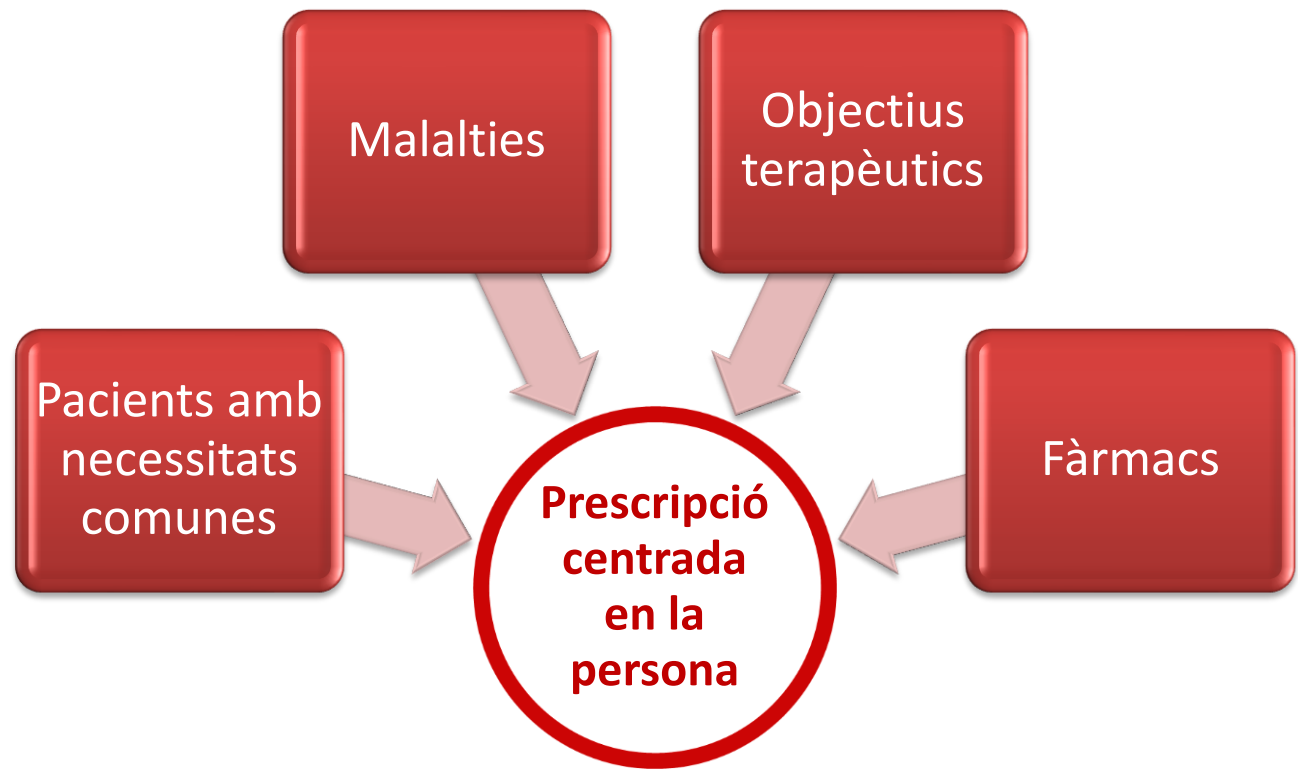 Malalties
Objectius
terapèutics
Pacients amb
necessitats
comunes
Fàrmacs
Prescripció
centrada
en la
persona